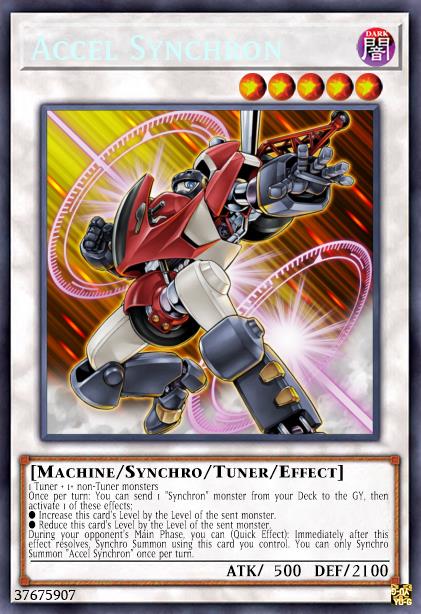 Accel Synchron
DARK
闇
[Machine/Synchro/Tuner/Effect]
1 Tuner + 1+ non-Tuner monsters
Once per turn: You can send 1 "Synchron" monster from your Deck to the GY, then
activate 1 of these effects;
● Increase this card's Level by the Level of the sent monster.
● Reduce this card's Level by the Level of the sent monster.
During your opponent's Main Phase, you can (Quick Effect): Immediately after this
effect resolves, Synchro Summon using this card you control. You can only Synchro
Summon "Accel Synchron" once per turn.
ATK/ 500 DEF/2100
37675907